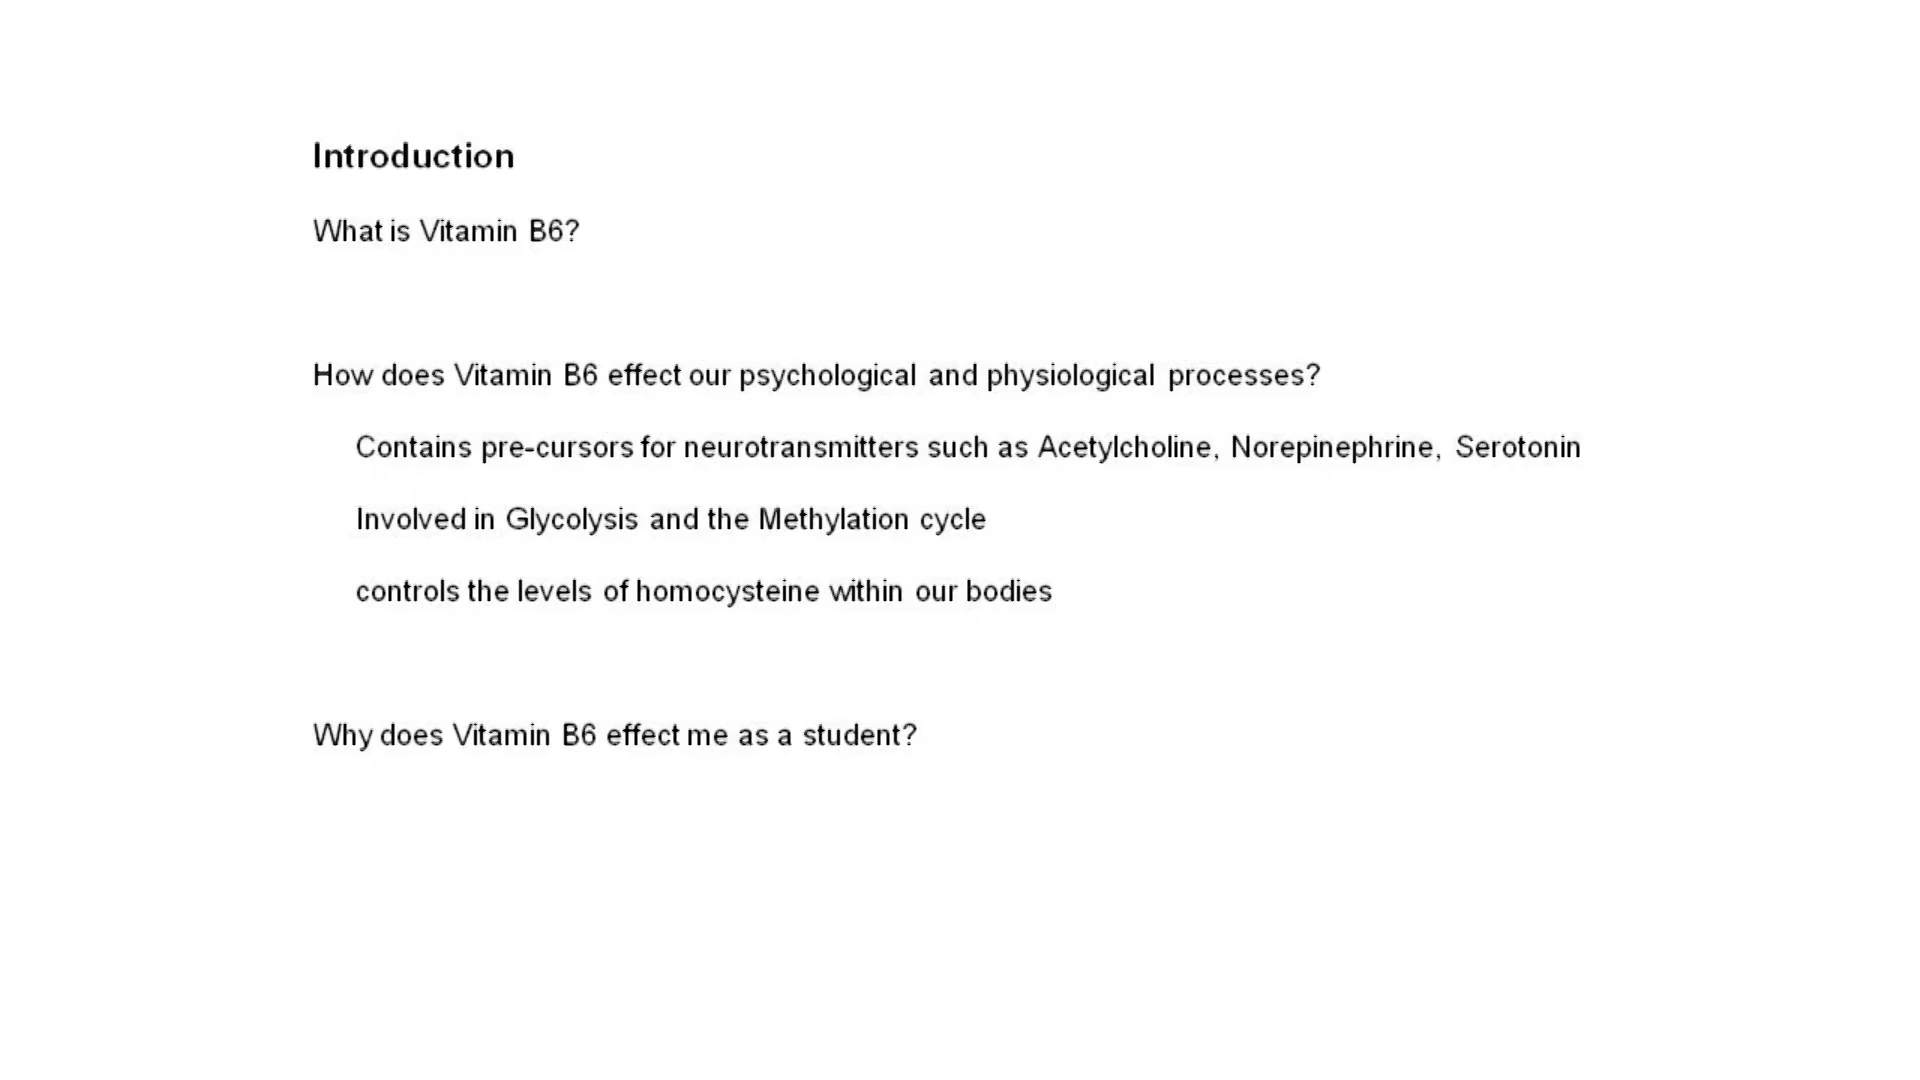 Introduction
What is Vitamin B6?
How does Vitamin B6 effect our psychological and physiological processes?
Contains pre-cursors for neurotransmitters such as Acetylcholine, Norepinephrine, Serotonin
Involved in Glycolysis and the Methylation cycle
controls the levels of homocysteine within our bodies
Why does Vitamin B6 effect me as a student?